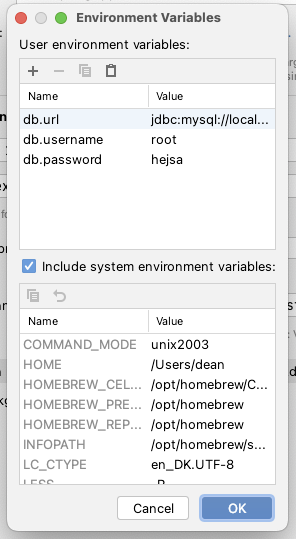 Environment Variables
User environment variables:
Name Value
db.url jdbc:mysql://local...
db.username root
db.password hejsa
Include system environment variables:
Name Value
COMMAND_MODE unix2003
HOME /Users/dean
HOMEBREW_CEL... /opt/homebrew/C...
HOMEBREW_PRE... /opt/homebrew
HOMEBREW_REP... /opt/homebrew
INFOPATH /opt/homebrew/s...
LC_CTYPE en_DK.UTF-8
LESS -R
Cancel OK